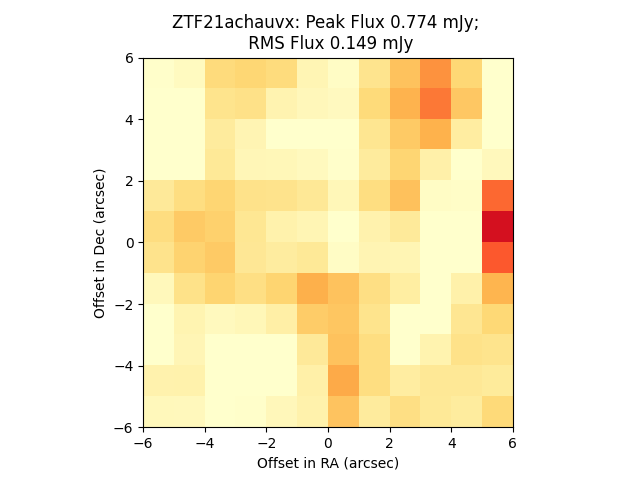 ZTF21achauvx: Peak Flux 0.774 mJy;
RMS Flux 0.149 mJy
6
4
2
0
−2
−4
−6
Offset in Dec (arcsec)
−6 −4 −2 0 2 4 6
Offset in RA (arcsec)